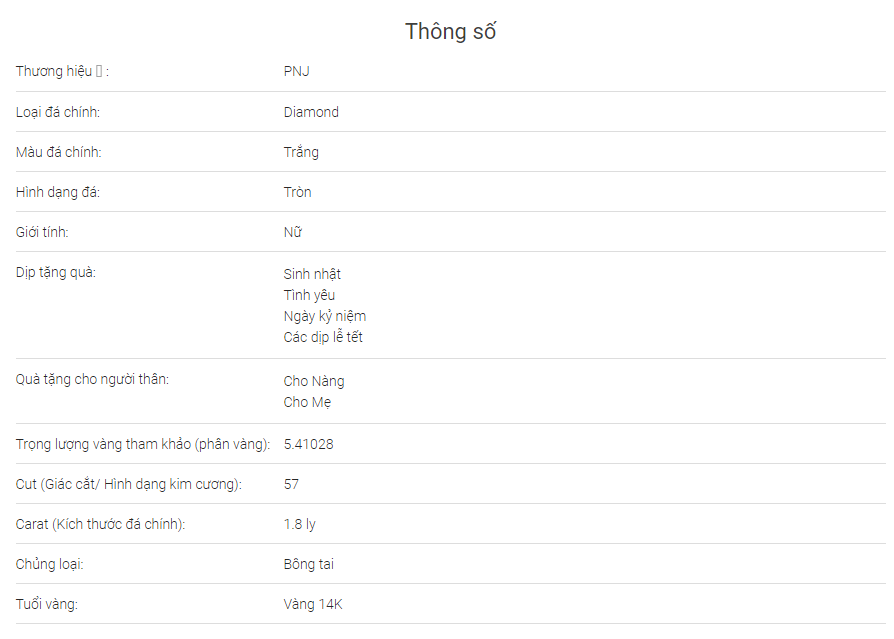 Thông số
Thương hiệu : PNJ
Loại đá chính: Diamond
Màu đá chính: Trắng
Hình dạng đá: Tròn
Giới tính: Nữ
Dịp tặng quà: Sinh nhật
Tình yêu
Ngày kỷ niệm
Các dịp lễ tết
Quà tặng cho người thân: Cho Nàng
Cho Mẹ
Trọng lượng vàng tham khảo (phân vàng): 5.41028
Cut (Giác cắt/ Hình dạng kim cương): 57
Carat (Kích thước đá chính): 1.8 ly
Chủng loại: Bông tai
Tuổi vàng: Vàng 14K